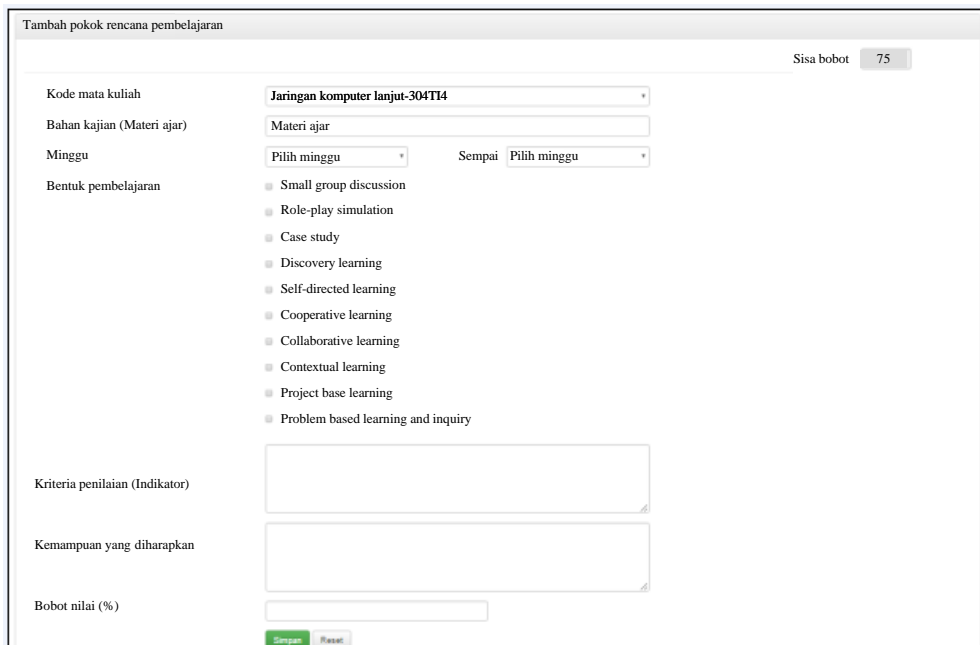 Tambah pokok rencana pembelajaran
Sisa bobot 75
Kode mata kuliah Jaringan komputer lanjut-304TI4
Bahan kajian (Materi ajar) Materi ajar
Minggu Pilih minggu Sempai Pilih minggu
Bentuk pembelajaran Small group discussion
Role-play simulation
Case study
Discovery learning
Self-directed learning
Cooperative learning
Collaborative learning
Contextual learning
Project base learning
Problem based learning and inquiry
Kriteria penilaian (Indikator)
Kemampuan yang diharapkan
Bobot nilai (%)
Simpan Reset